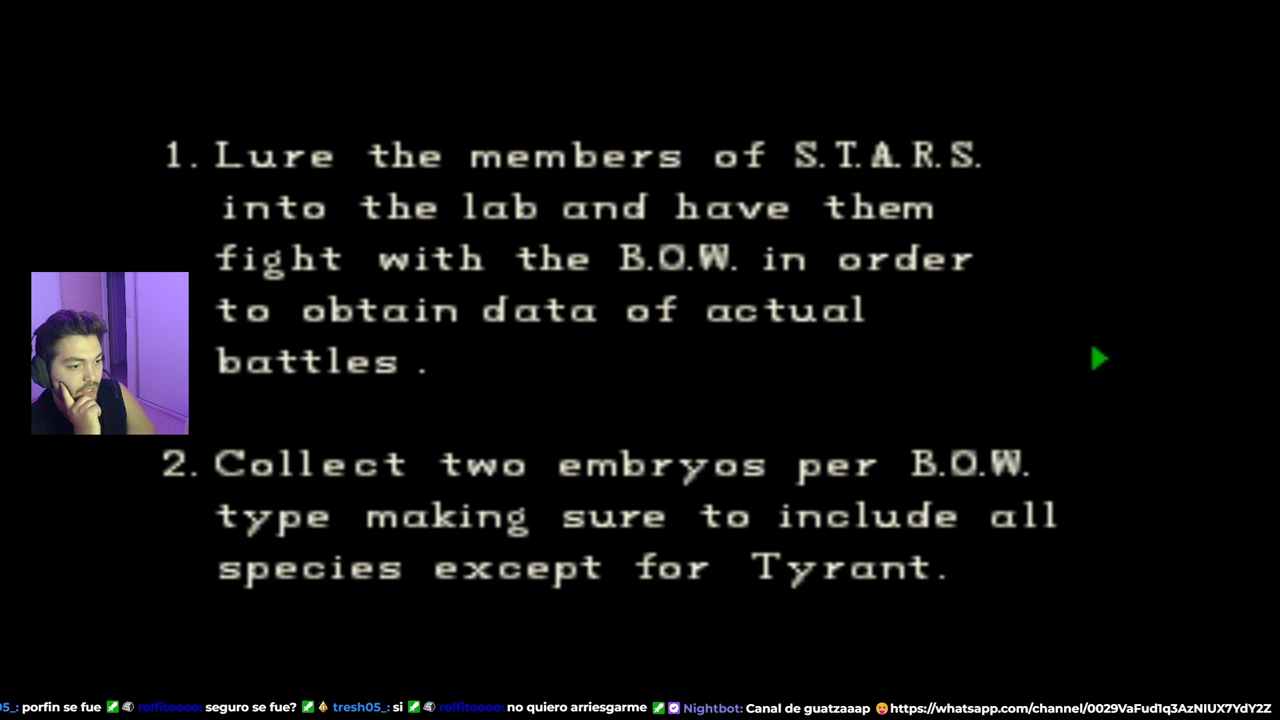 1. Lure the members of S.T.A.R.S.
into the lab and have them
fight with the B.O.W. in order
to obtain data of actual
battles .
2. Collect two embryos per B.O.W.
type making sure to include all
species except for Tyrant.
05_: porfin se fue rolfitoooo: seguro se fue? tresh05_: si rolfitoooo: no quiero arriesgarme Nightbot: Canal de guatzaaap https://whatsapp.com/channel/0029VaFud1q3AzNIUX7YdY2Z